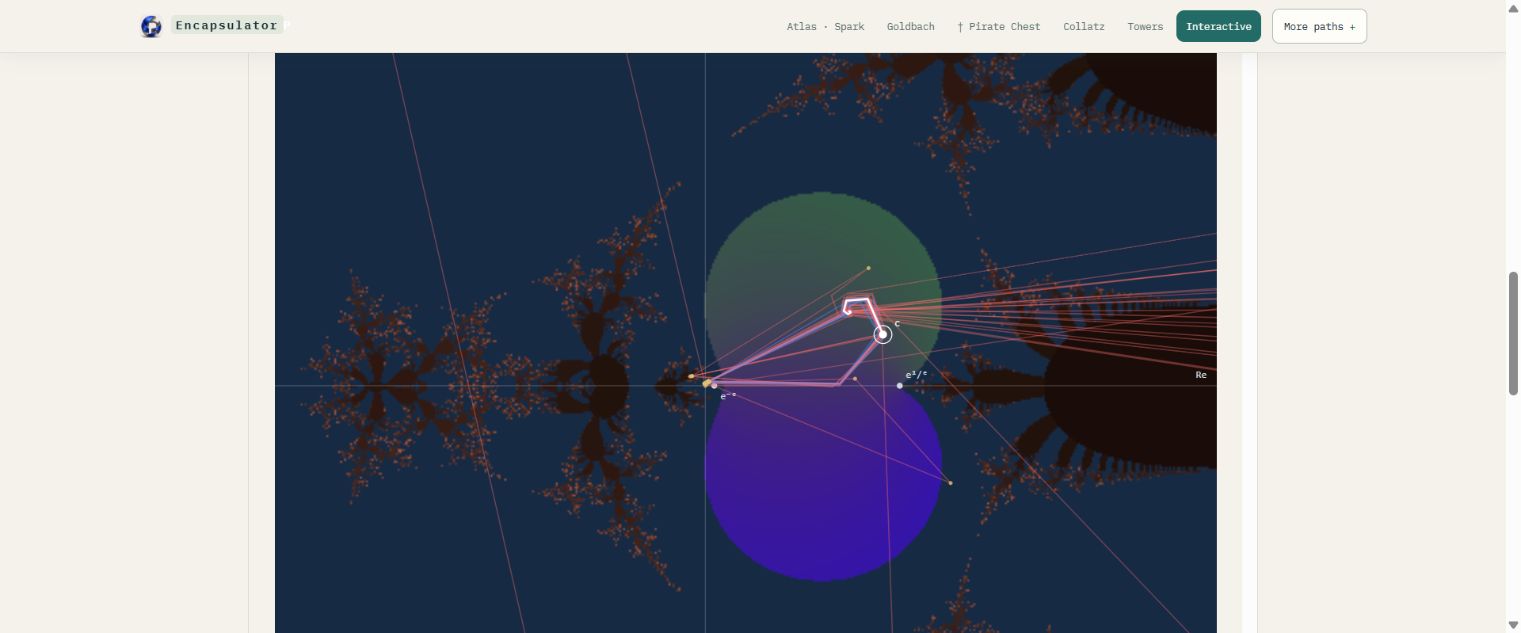 Encapsulator
Atlas · Spark
Goldbach
† Pirate Chest
Collatz
Towers
Interactive
More paths +
c
e¹/ᵉ
Re
e⁻ᵉ